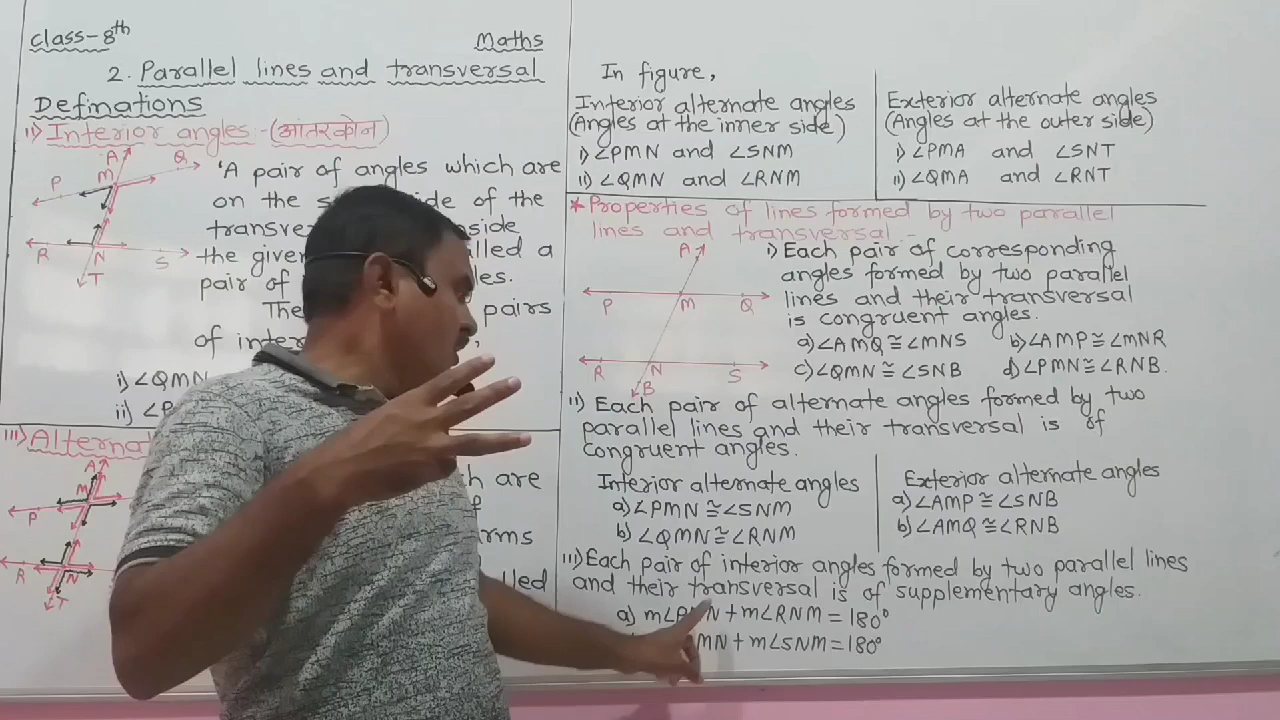 class-8th
Maths
2. Parallel lines and transversal
Definations
i) Interior angles:-(आंतरकोन)
A
Q
P
M
R
N
S
T
'A pair of angles which are
on the
of the
the given
called a
pair of
The
pairs
of
i) ∠QMN
ii)
III) Alternat
are
A
M
P
R
N
T
In figure,
Interior alternate angles
(Angles at the inner side)
i) ∠PMN and ∠SNM
ii) ∠QMN and ∠RNM
Exterior alternate angles
(Angles at the outer side)
i) ∠PMA and ∠SNT
ii) ∠QMA and ∠RNT
* Properties of lines formed by two parallel
lines and transversal -
A
P
M
Q
R
N
S
B
i) Each pair of corresponding
angles formed by two parallel
lines and their transversal
is congruent angles.
a) ∠AMQ ≅ ∠MNS b) ∠AMP ≅ ∠MNR
c) ∠QMN ≅ ∠SNB d) ∠PMN ≅ ∠RNB.
ii) Each pair of alternate angles formed by two
parallel lines and their transversal is of
congruent angles.
Interior alternate angles
a) ∠PMN ≅ ∠SNM
b) ∠QMN ≅ ∠RNM
Exterior alternate angles
a) ∠AMP ≅ ∠SNB
b) ∠AMQ ≅ ∠RNB
III) Each pair of interior angles formed by two parallel lines
and their transversal is of supplementary angles.
a) m∠ N + m∠RNM = 180°
MN + m∠SNM = 180°